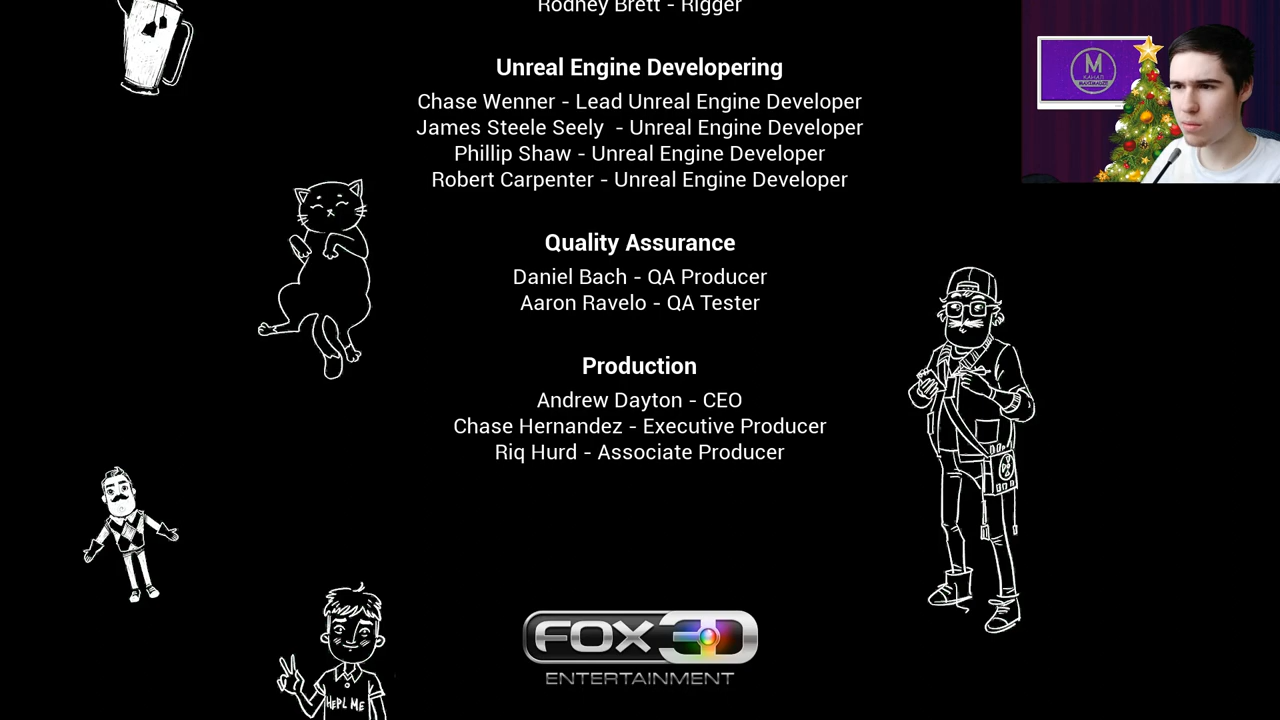 Rodney Brett - Rigger
Unreal Engine Developering
Chase Wenner - Lead Unreal Engine Developer
James Steele Seely - Unreal Engine Developer
Phillip Shaw - Unreal Engine Developer
Robert Carpenter - Unreal Engine Developer
Quality Assurance
Daniel Bach - QA Producer
Aaron Ravelo - QA Tester
Production
Andrew Dayton - CEO
Chase Hernandez - Executive Producer
Riq Hurd - Associate Producer
FOX3D
ENTERTAINMENT
HEPL ME
M
КАНАЛ